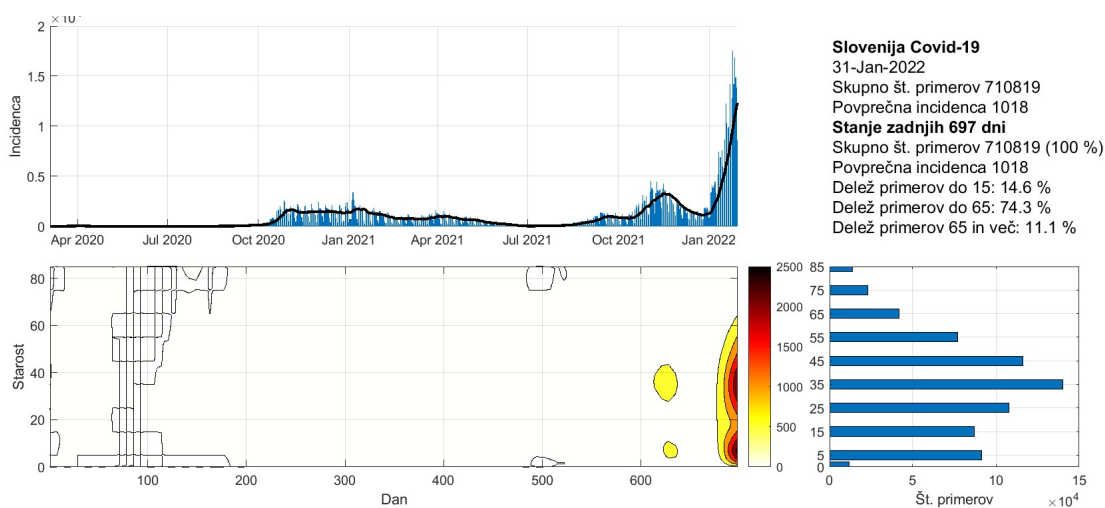 ×10
2
1.5
1
0.5
0
Incidenca
Apr 2020 Jul 2020 Oct 2020 Jan 2021 Apr 2021 Jul 2021 Oct 2021 Jan 2022
Slovenija Covid-19
31-Jan-2022
Skupno št. primerov 710819
Povprečna incidenca 1018
Stanje zadnjih 697 dni
Skupno št. primerov 710819 (100 %)
Povprečna incidenca 1018
Delež primerov do 15: 14.6 %
Delež primerov do 65: 74.3 %
Delež primerov 65 in več: 11.1 %
80
60
40
20
0
Starost
100 200 300 400 500 600
Dan
2500
2000
1500
1000
500
0
85
75
65
55
45
35
25
15
5
0
0 5 10 15
Št. primerov
×10⁴